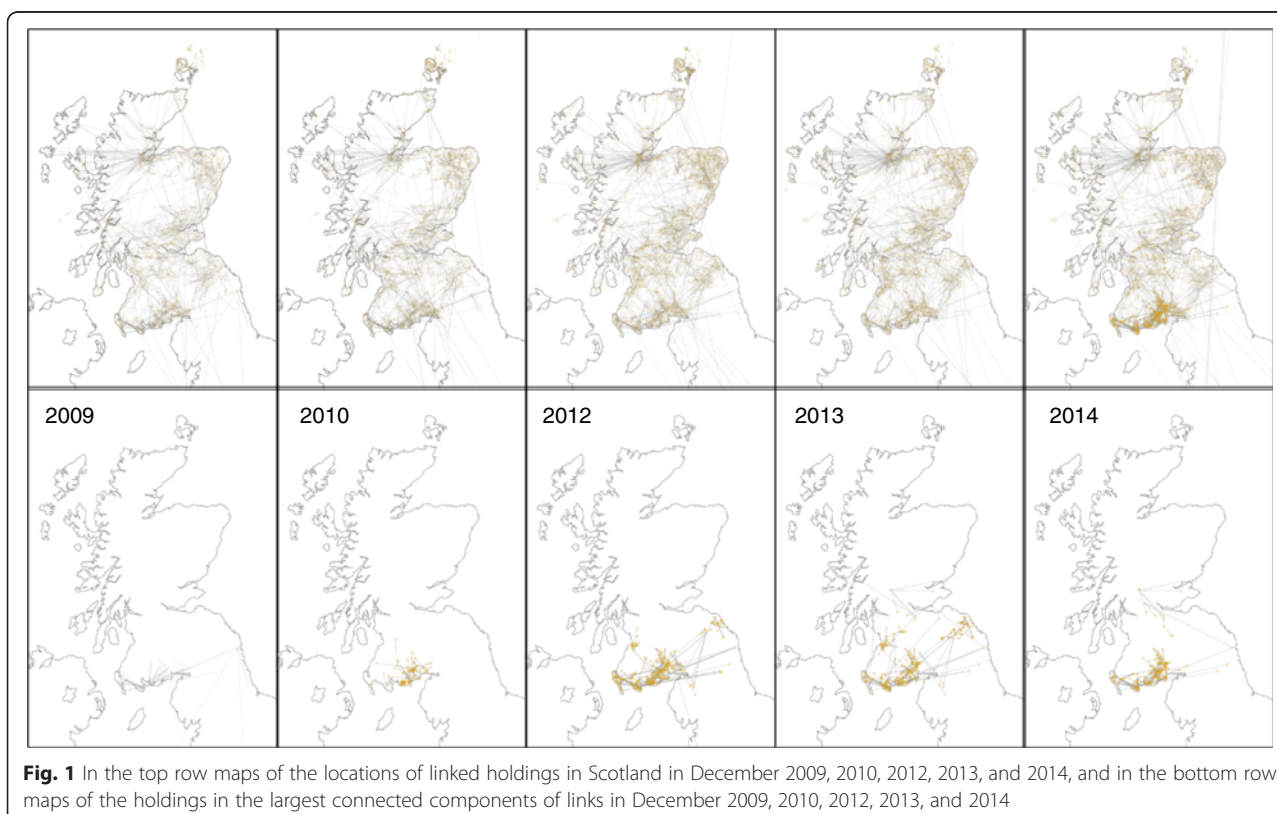 2009
2010
2012
2013
2014
Fig. 1 In the top row maps of the locations of linked holdings in Scotland in December 2009, 2010, 2012, 2013, and 2014, and in the bottom row
maps of the holdings in the largest connected components of links in December 2009, 2010, 2012, 2013, and 2014